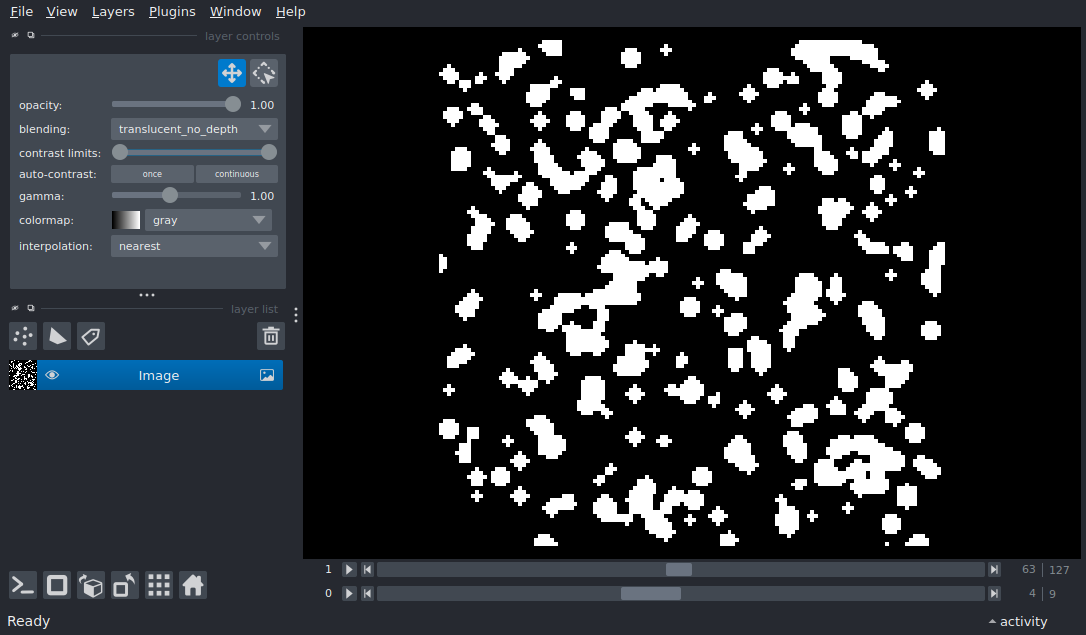 File View Layers Plugins Window Help
layer controls
opacity: 1.00
blending: translucent_no_depth
contrast limits:
auto-contrast: once continuous
gamma: 1.00
colormap: gray
interpolation: nearest
layer list
Image
1 63 127
0 4 9
Ready activity